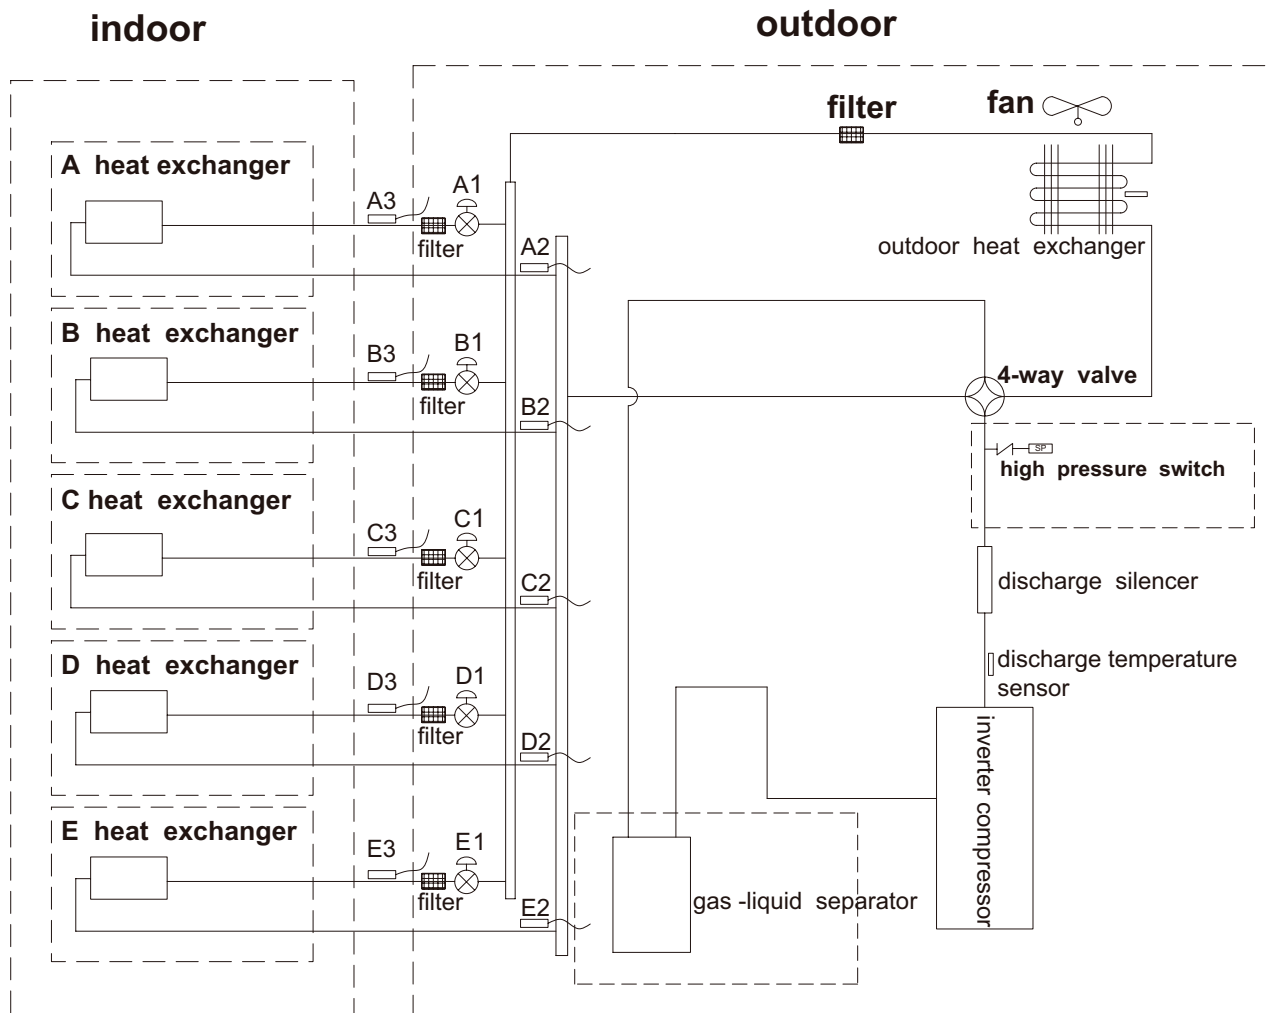 indoor
outdoor
filter
fan
A heat exchanger
A3
A1
filter
A2
outdoor heat exchanger
B heat exchanger
B3
B1
filter
B2
4-way valve
SP
high pressure switch
C heat exchanger
C3
C1
filter
C2
discharge silencer
D heat exchanger
D3
D1
filter
D2
discharge temperature
sensor
inverter compressor
E heat exchanger
E3
E1
filter
E2
gas -liquid separator